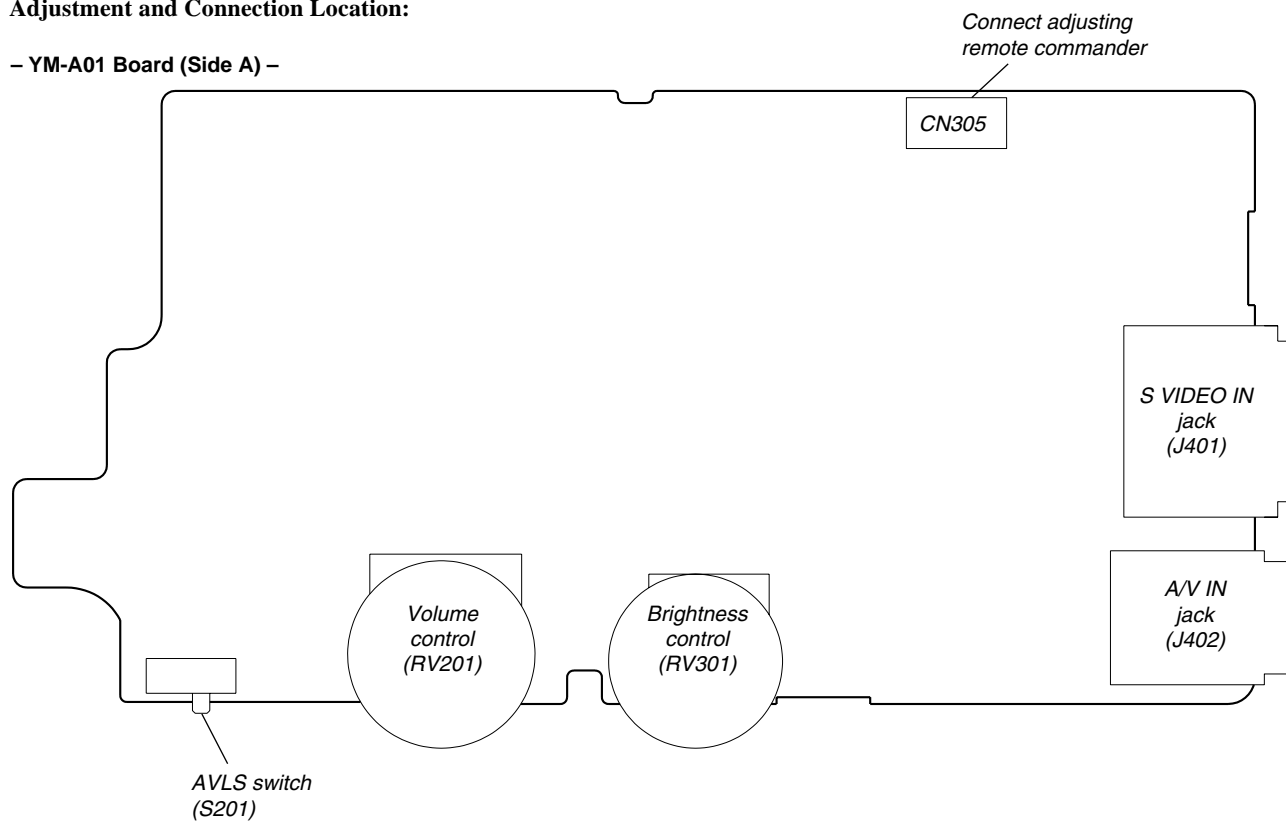 Adjustment and Connection Location:
– YM-A01 Board (Side A) –
Connect adjusting
remote commander
CN305
S VIDEO IN
jack
(J401)
A/V IN
jack
(J402)
Volume
control
(RV201)
Brightness
control
(RV301)
AVLS switch
(S201)